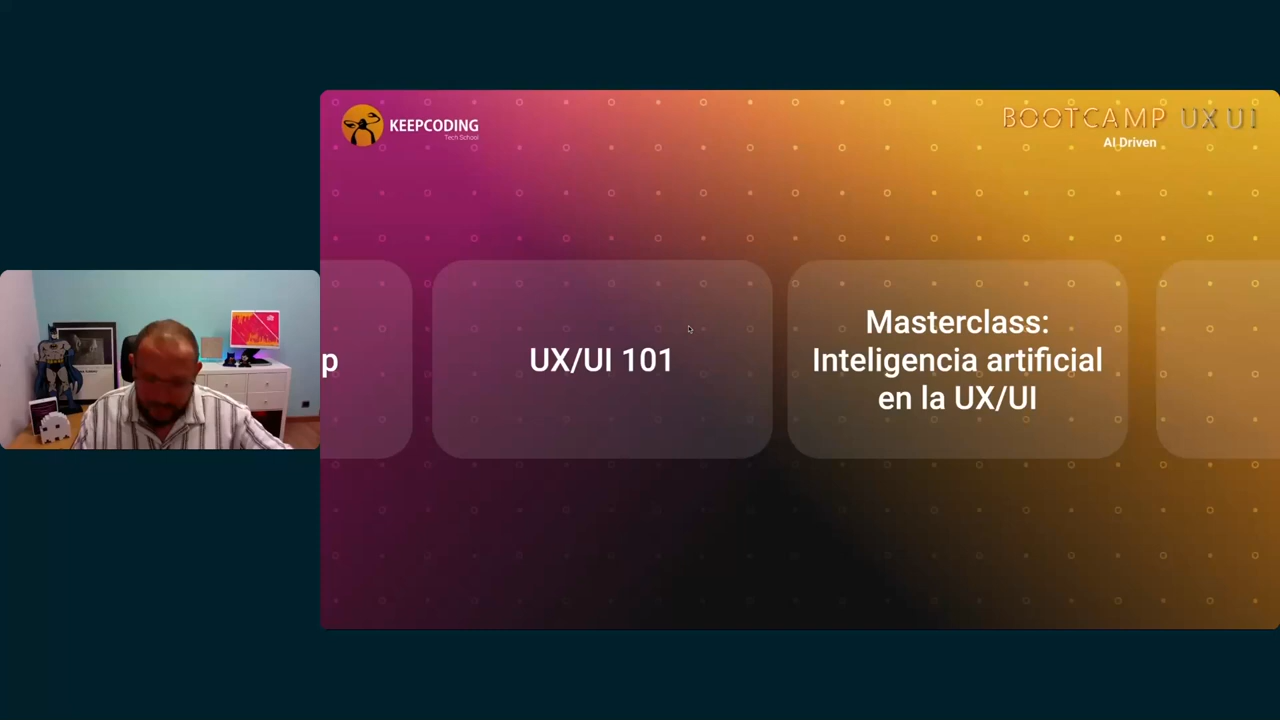 KEEPCODING
Tech School
BOOTCAMP UX UI
AI Driven
p
UX/UI 101
Masterclass:
Inteligencia artificial
en la UX/UI